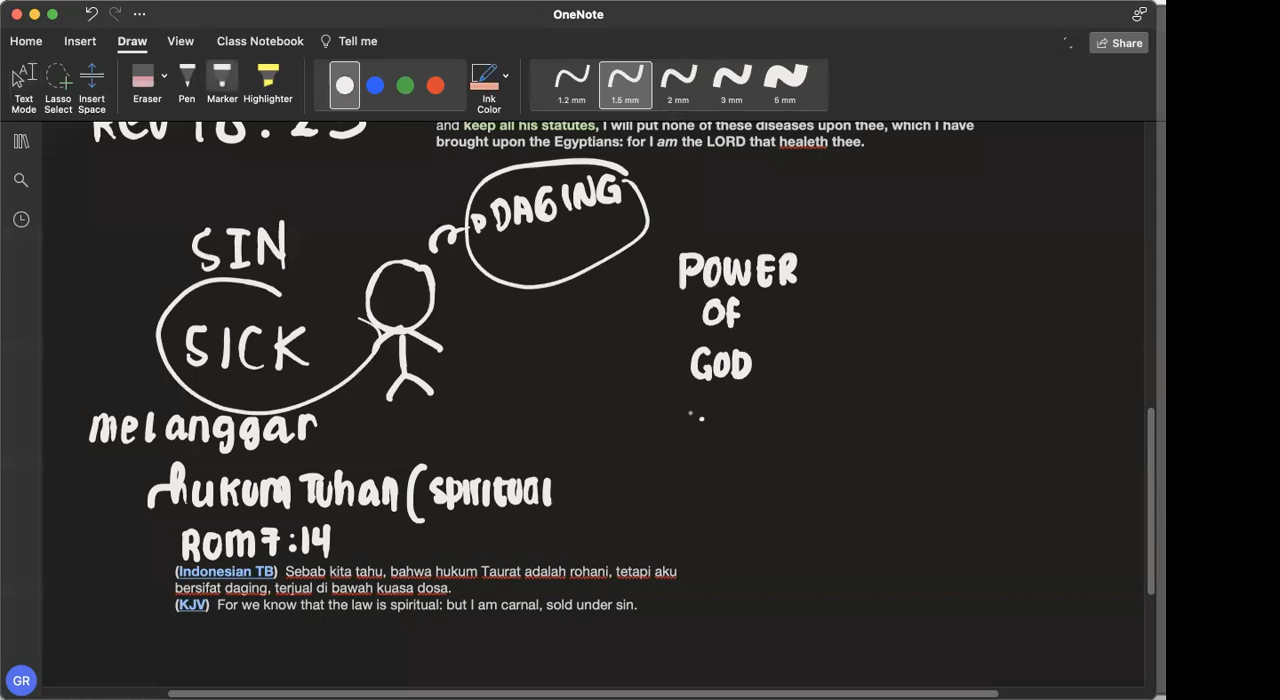 OneNote
Home Insert Draw View Class Notebook Tell me
Share
Text Mode
Lasso Select
Insert Space
Eraser
Pen
Marker
Highlighter
Ink Color
1.2 mm
1.5 mm
2 mm
3 mm
5 mm
Rev 18:23
and keep all his statutes, I will put none of these diseases upon thee, which I have
brought upon the Egyptians: for I am the LORD that healeth thee.
DAGING
SIN
SICK
POWER
OF
GOD
melanggar
hukum Tuhan (spiritual
ROM 7:14
(Indonesian TB) Sebab kita tahu, bahwa hukum Taurat adalah rohani, tetapi aku
bersifat daging, terjual di bawah kuasa dosa.
(KJV) For we know that the law is spiritual: but I am carnal, sold under sin.
GR